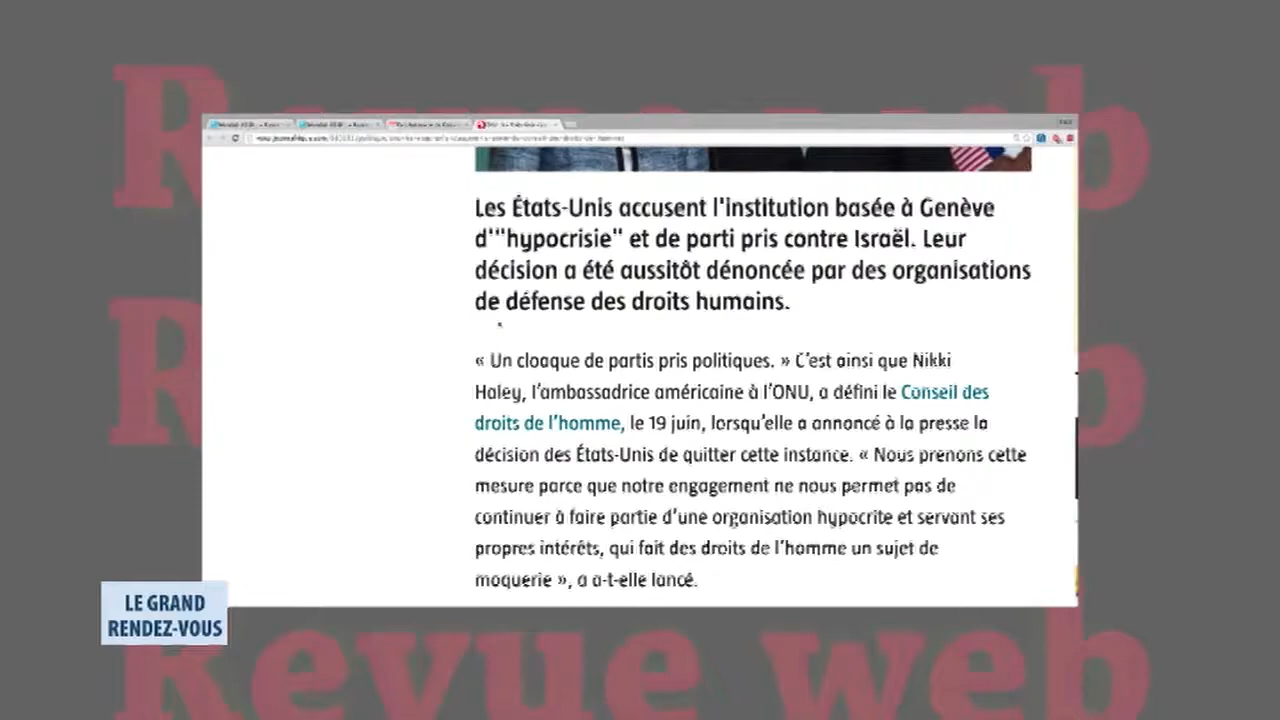 Revue web
Les États-Unis accusent l'institution basée à Genève
d'"hypocrisie" et de parti pris contre Israël. Leur
décision a été aussitôt dénoncée par des organisations
de défense des droits humains.
« Un cloaque de partis pris politiques. » C'est ainsi que Nikki
Haley, l'ambassadrice américaine à l'ONU, a défini le Conseil des
droits de l'homme, le 19 juin, lorsqu'elle a annoncé à la presse la
décision des États-Unis de quitter cette instance. « Nous prenons cette
mesure parce que notre engagement ne nous permet pas de
continuer à faire partie d'une organisation hypocrite et servant ses
propres intérêts, qui fait des droits de l'homme un sujet de
moquerie », a a-t-elle lancé.
LE GRAND
RENDEZ-VOUS
Revue web